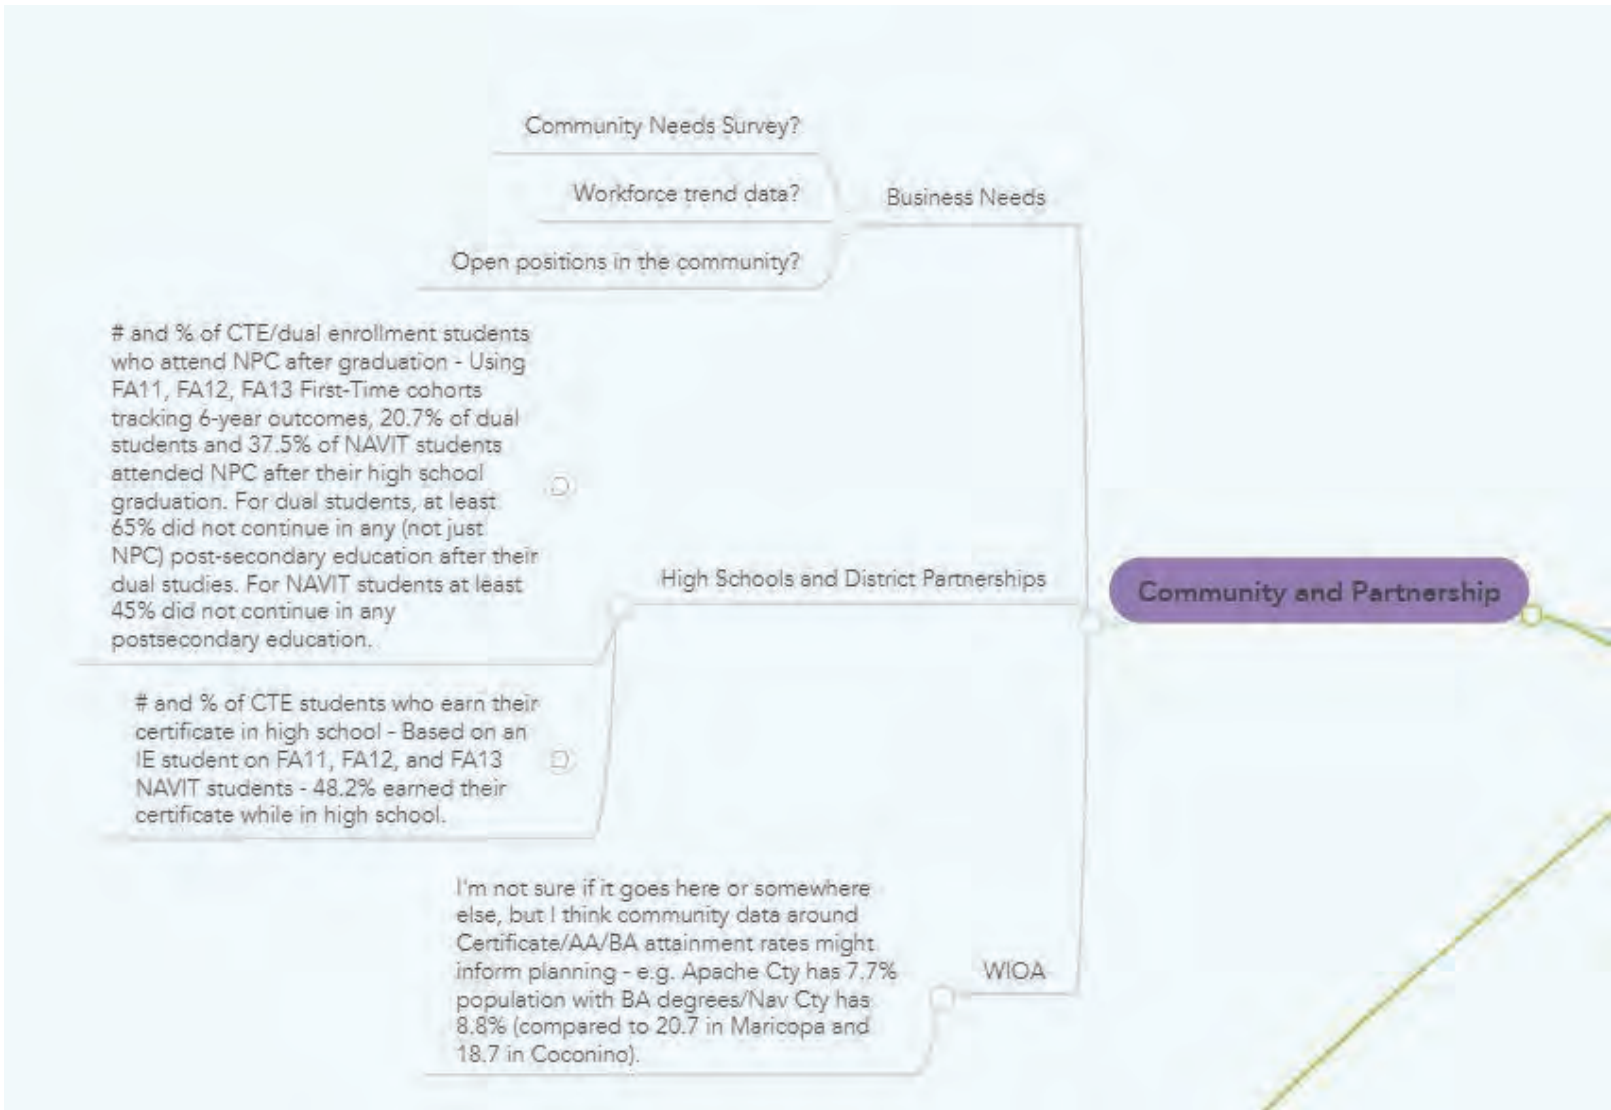 Community Needs Survey?
Workforce trend data?
Business Needs
Open positions in the community?
# and % of CTE/dual enrollment students
who attend NPC after graduation - Using
FA11, FA12, FA13 First-Time cohorts
tracking 6-year outcomes, 20.7% of dual
students and 37.5% of NAVIT students
attended NPC after their high school
graduation. For dual students, at least
65% did not continue in any (not just
NPC) post-secondary education after their
dual studies. For NAVIT students at least
45% did not continue in any
postsecondary education.
High Schools and District Partnerships
Community and Partnership
# and % of CTE students who earn their
certificate in high school - Based on an
IE student on FA11, FA12, and FA13
NAVIT students - 48.2% earned their
certificate while in high school.
I'm not sure if it goes here or somewhere
else, but I think community data around
Certificate/AA/BA attainment rates might
inform planning - e.g. Apache Cty has 7.7%
population with BA degrees/Nav Cty has
8.8% (compared to 20.7 in Maricopa and
18.7 in Coconino).
WIOA